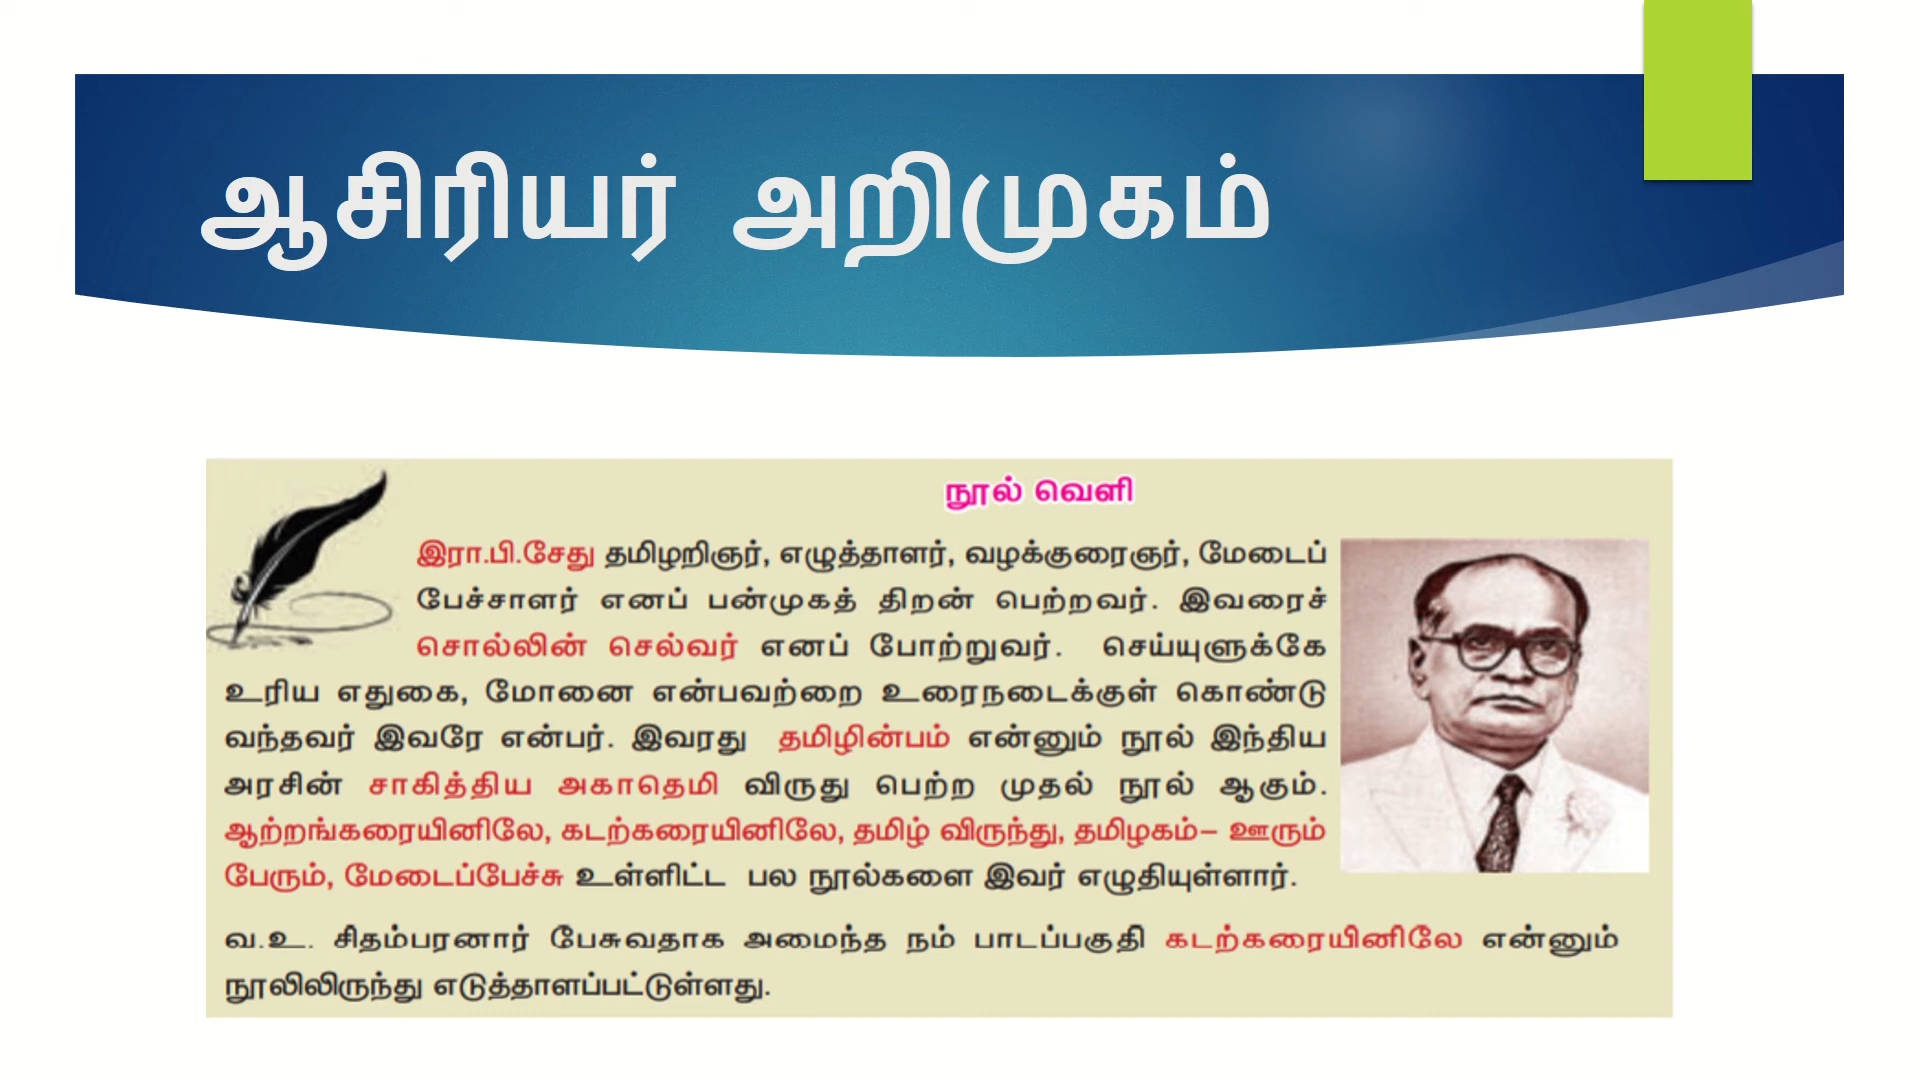 ஆசிரியர் அறிமுகம்
நூல் வெளி
இரா.பி.சேது தமிழறிஞர், எழுத்தாளர், வழக்குரைஞர், மேடைப்
பேச்சாளர் எனப் பன்முகத் திறன் பெற்றவர். இவரைச்
சொல்லின் செல்வர் எனப் போற்றுவர். செய்யுளுக்கே
உரிய எதுகை, மோனை என்பவற்றை உரைநடைக்குள் கொண்டு
வந்தவர் இவரே என்பர். இவரது தமிழின்பம் என்னும் நூல் இந்திய
அரசின் சாகித்திய அகாதெமி விருது பெற்ற முதல் நூல் ஆகும்.
ஆற்றங்கரையினிலே, கடற்கரையினிலே, தமிழ் விருந்து, தமிழகம்– ஊரும்
பேரும், மேடைப்பேச்சு உள்ளிட்ட பல நூல்களை இவர் எழுதியுள்ளார்.
வ.உ. சிதம்பரனார் பேசுவதாக அமைந்த நம் பாடப்பகுதி கடற்கரையினிலே என்னும்
நூலிலிருந்து எடுத்தாளப்பட்டுள்ளது.